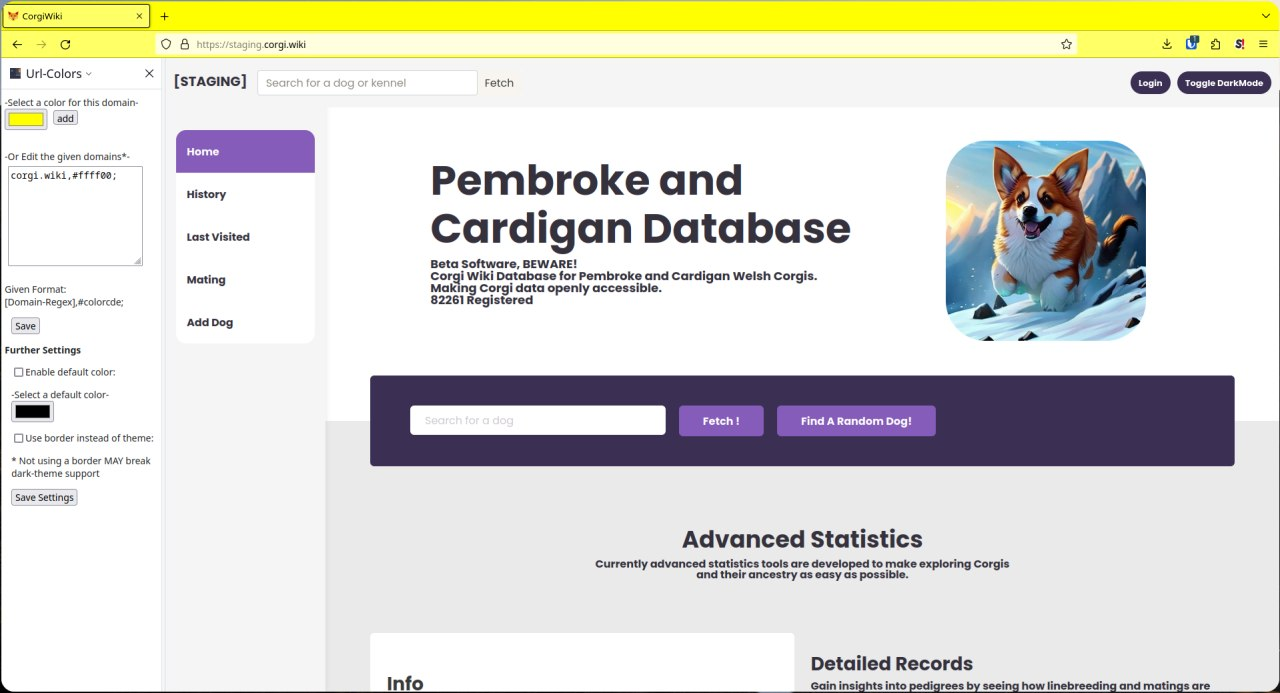 CorgiWiki
https://staging.corgi.wiki
Url-Colors
-Select a color for this domain-
add
-Or Edit the given domains*-
corgi.wiki,#ffff00;
Given Format:
[Domain-Regex],#colorcde;
Save
Further Settings
Enable default color:
-Select a default color-
Use border instead of theme:
* Not using a border MAY break
dark-theme support
Save Settings
[STAGING]
Search for a dog or kennel
Fetch
Login
Toggle DarkMode
Home
History
Last Visited
Mating
Add Dog
Pembroke and
Cardigan Database
Beta Software, BEWARE!
Corgi Wiki Database for Pembroke and Cardigan Welsh Corgis.
Making Corgi data openly accessible.
82261 Registered
Search for a dog
Fetch !
Find A Random Dog!
Advanced Statistics
Currently advanced statistics tools are developed to make exploring Corgis
and their ancestry as easy as possible.
Info
Detailed Records
Gain insights into pedigrees by seeing how linebreeding and matings are